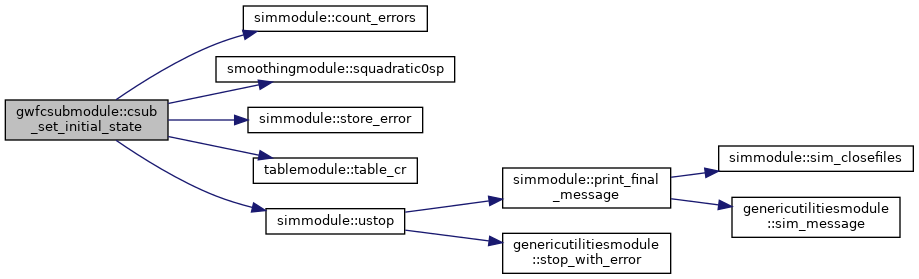 simmodule::count_errors
smoothingmodule::squadratic0sp
gwfcsubmodule::csub
_set_initial_state
simmodule::store_error
tablemodule::table_cr
simmodule::ustop
simmodule::print_final
_message
genericutilitiesmodule
::stop_with_error
simmodule::sim_closefiles
genericutilitiesmodule
::sim_message